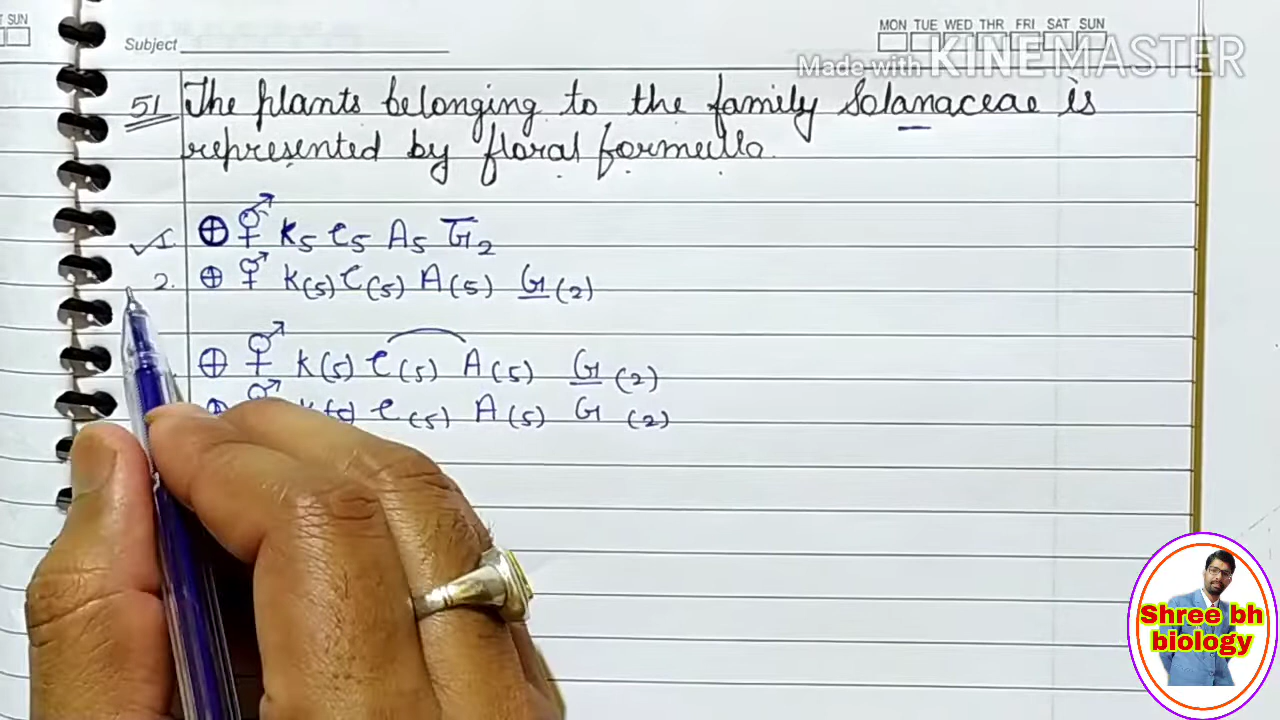 T SUN
MON TUE WED THR FRI SAT SUN
Subject
Made with KINEMASTER
51 The plants belonging to the family Solanaceae is
represented by floral formulla.
1. ⊕ ⚥ K5 C5 A5 G̅2
2. ⊕ ⚥ K(5) C(5) A(5) G̲(2)
⊕ ⚥ K(5) C(5) A(5) G̲(2)
C(5) A(5) G(2)
Shree bh
biology